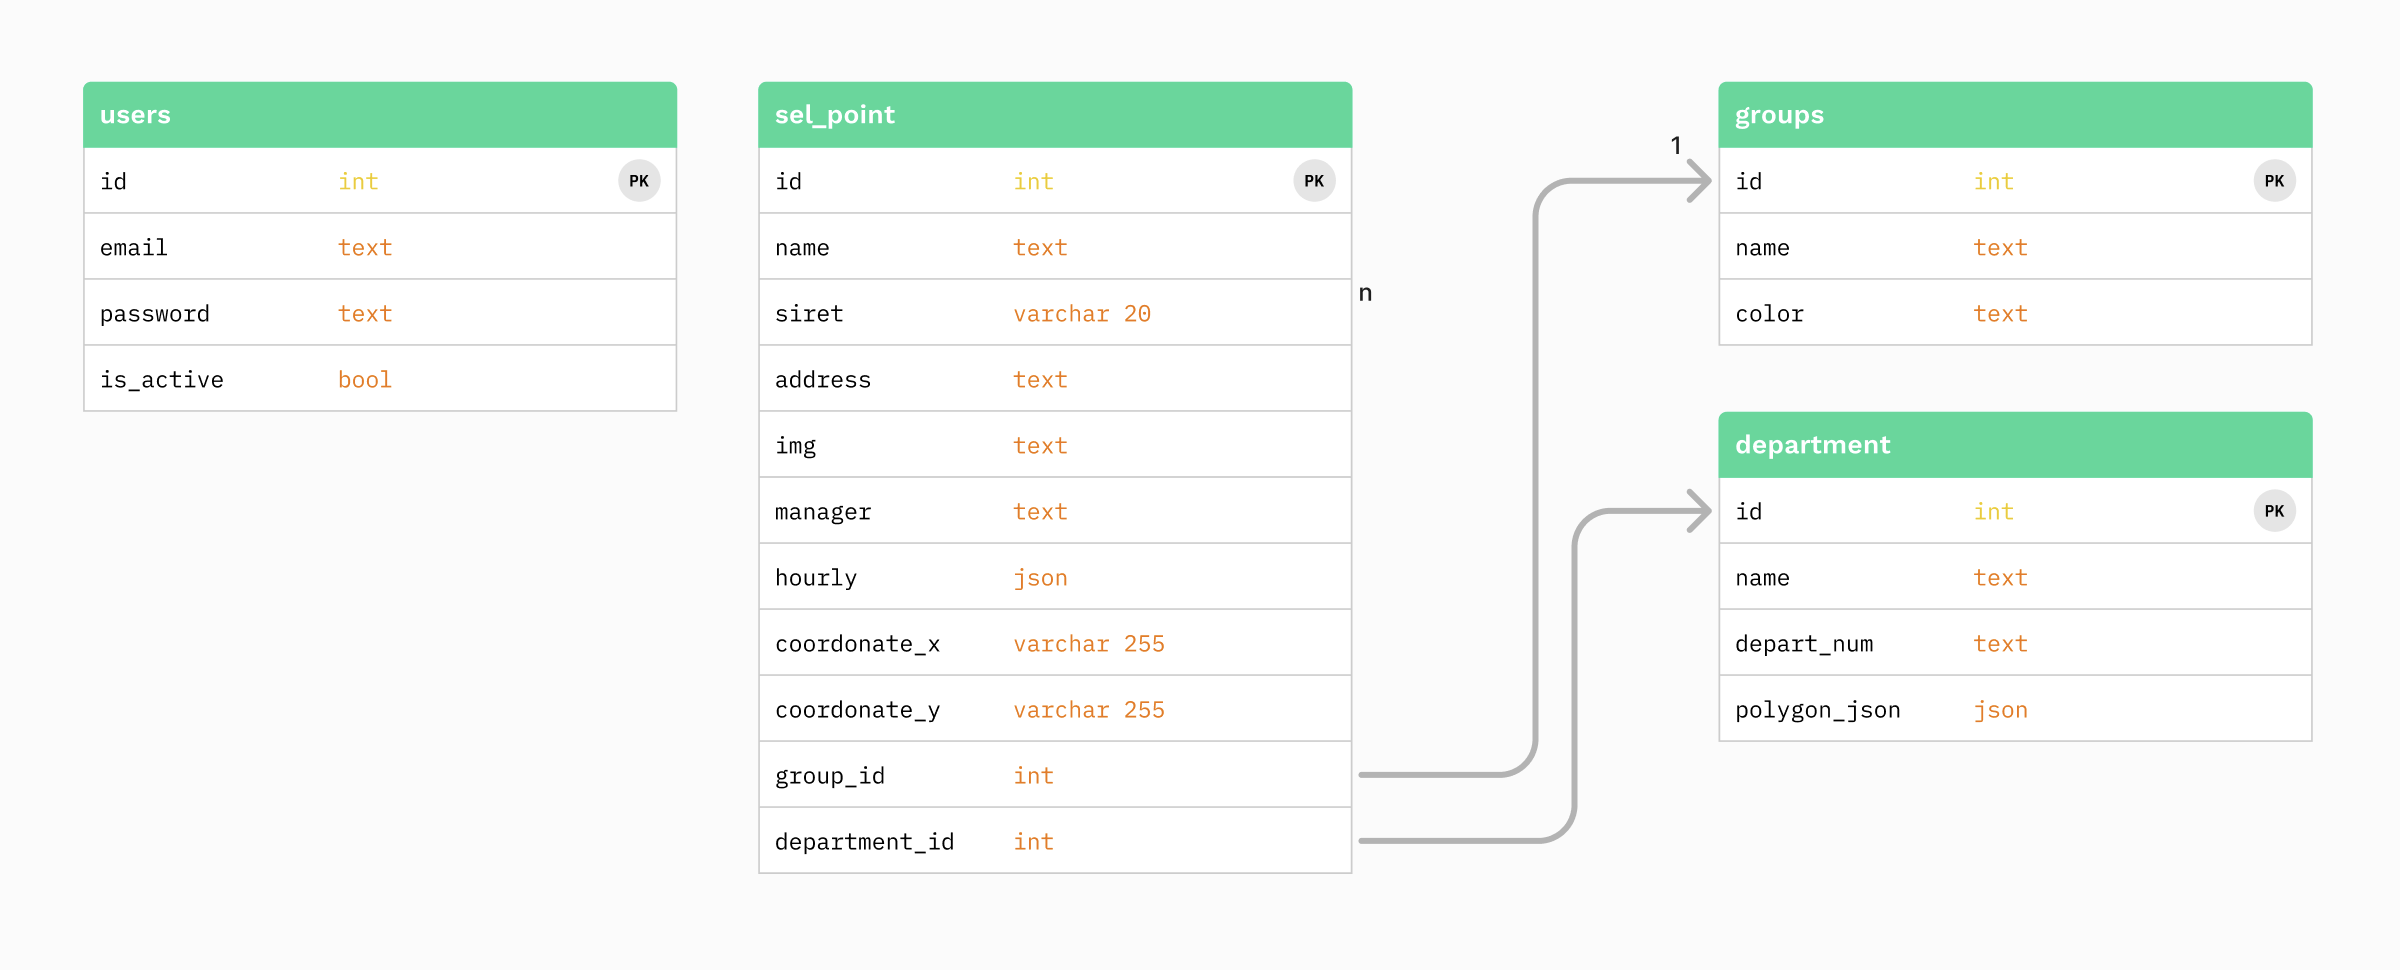 users
id int PK
email text
password text
is_active bool
sel_point
id int PK
name text
siret varchar 20
address text
img text
manager text
hourly json
coordonate_x varchar 255
coordonate_y varchar 255
group_id int
department_id int
n
1
groups
id int PK
name text
color text
department
id int PK
name text
depart_num text
polygon_json json